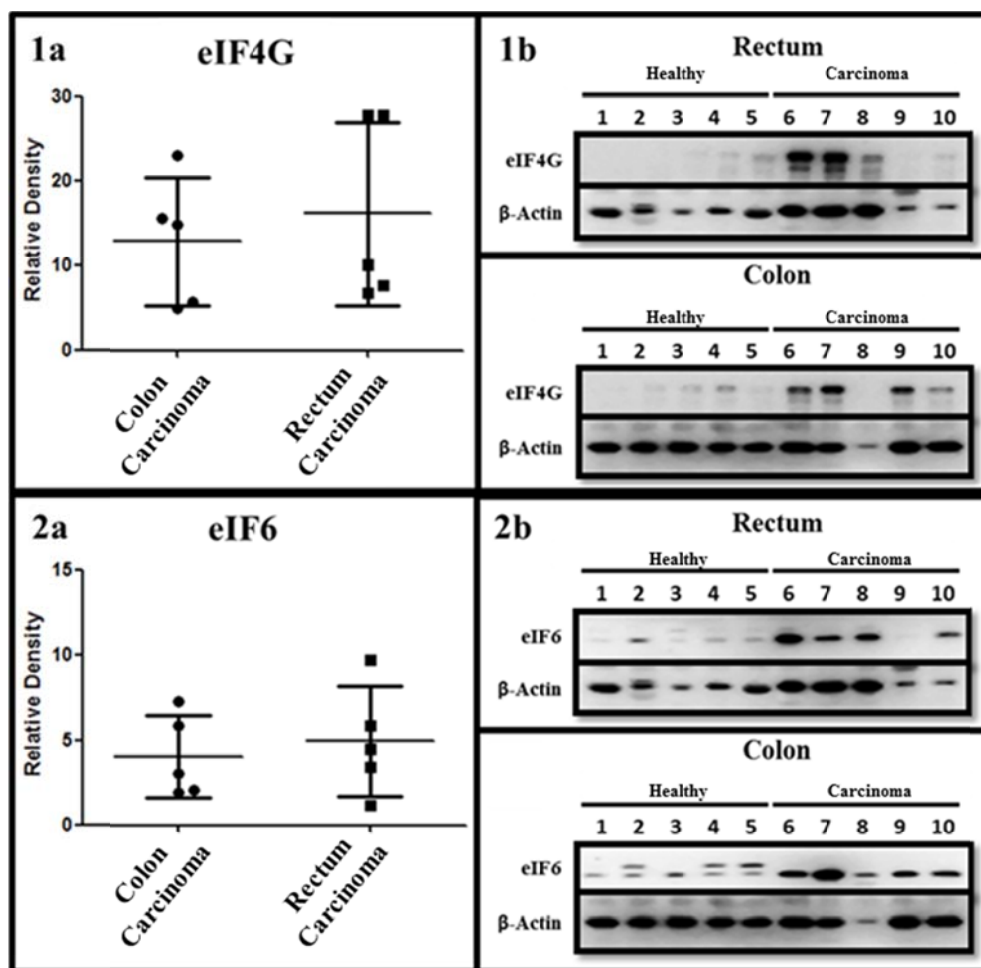 1a
eIF4G
30
20
10
0
Relative Density
Colon
Carcinoma
Rectum
Carcinoma
1b
Rectum
Healthy Carcinoma
1 2 3 4 5 6 7 8 9 10
eIF4G
β-Actin
Colon
Healthy Carcinoma
1 2 3 4 5 6 7 8 9 10
eIF4G
β-Actin
2a
eIF6
15
10
5
0
Relative Density
Colon
Carcinoma
Rectum
Carcinoma
2b
Rectum
Healthy Carcinoma
1 2 3 4 5 6 7 8 9 10
eIF6
β-Actin
Colon
Healthy Carcinoma
1 2 3 4 5 6 7 8 9 10
eIF6
β-Actin